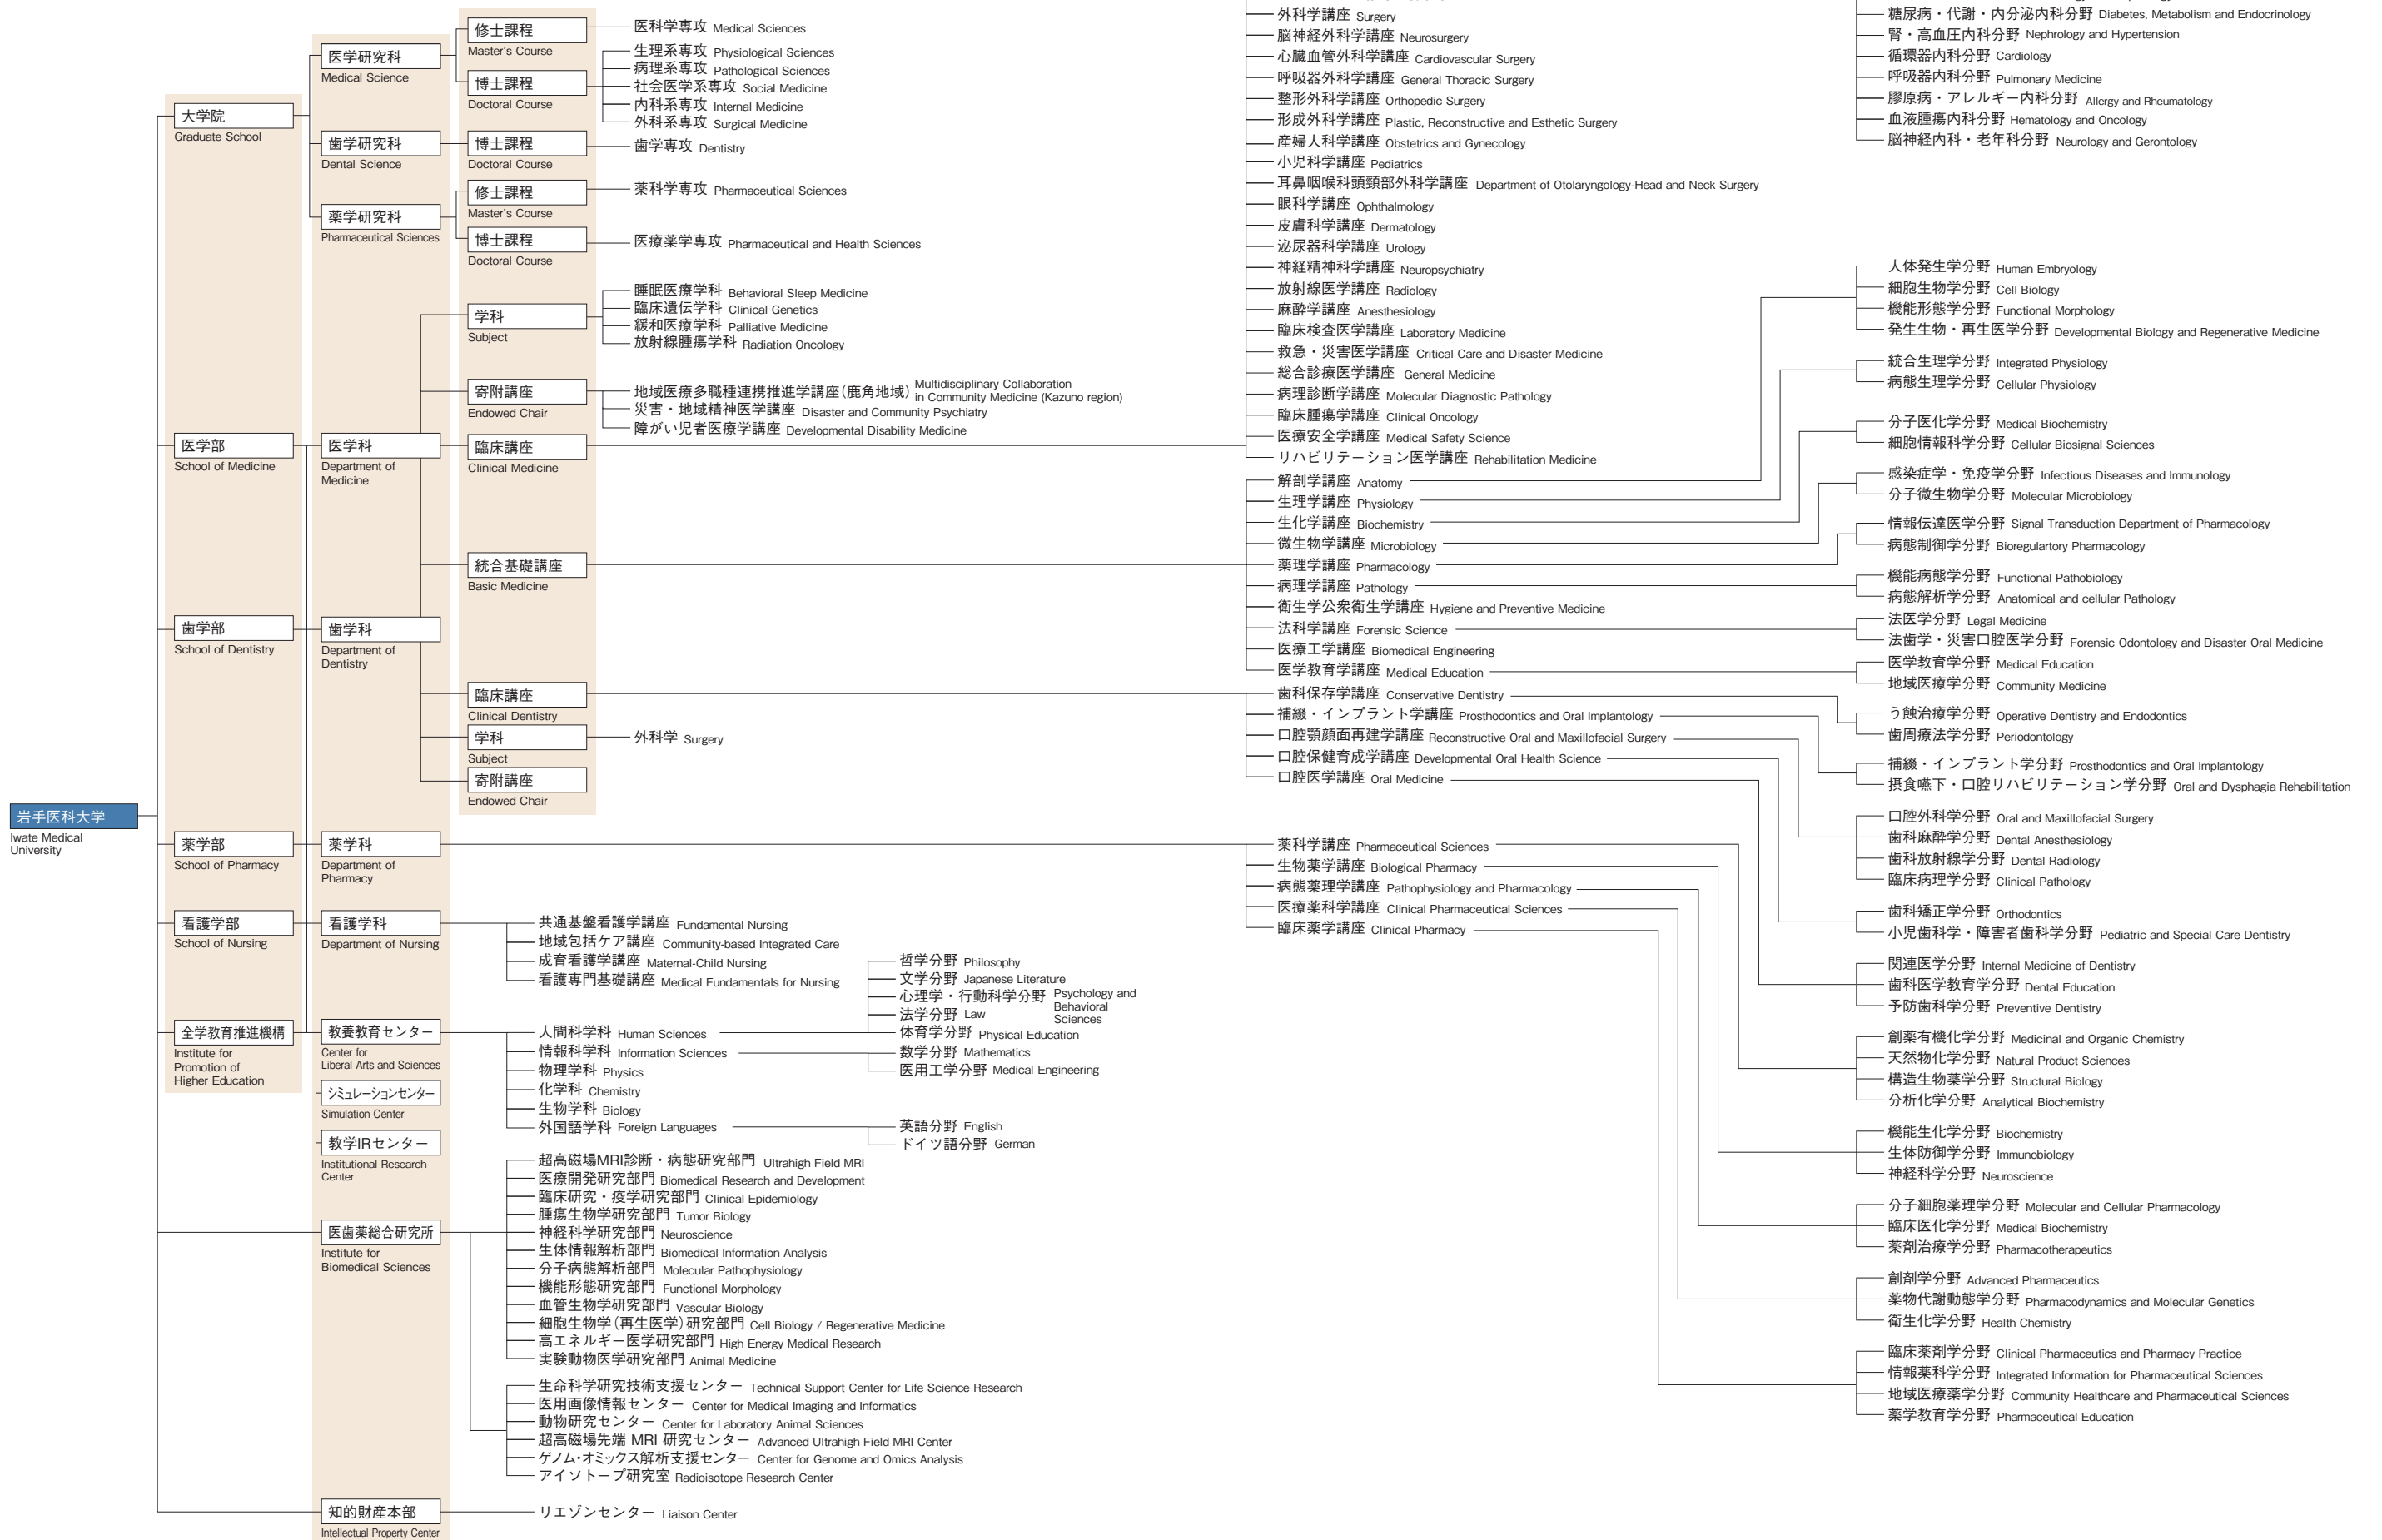 岩手医科大学
Iwate Medical
University
大学院
Graduate School
医学部
School of Medicine
歯学部
School of Dentistry
薬学部
School of Pharmacy
看護学部
School of Nursing
全学教育推進機構
Institute for
Promotion of
Higher Education
医学研究科
Medical Science
歯学研究科
Dental Science
薬学研究科
Pharmaceutical Sciences
医学科
Department of
Medicine
歯学科
Department of
Dentistry
薬学科
Department of
Pharmacy
看護学科
Department of Nursing
教養教育センター
Center for
Liberal Arts and Sciences
シミュレーションセンター
Simulation Center
教学IRセンター
Institutional Research
Center
医歯薬総合研究所
Institute for
Biomedical Sciences
知的財産本部
Intellectual Property Center
修士課程
Master's Course
博士課程
Doctoral Course
博士課程
Doctoral Course
修士課程
Master's Course
博士課程
Doctoral Course
学科
Subject
寄附講座
Endowed Chair
臨床講座
Clinical Medicine
統合基礎講座
Basic Medicine
臨床講座
Clinical Dentistry
学科
Subject
寄附講座
Endowed Chair
医科学専攻 Medical Sciences
生理系専攻 Physiological Sciences
病理系専攻 Pathological Sciences
社会医学系専攻 Social Medicine
内科系専攻 Internal Medicine
外科系専攻 Surgical Medicine
歯学専攻 Dentistry
薬科学専攻 Pharmaceutical Sciences
医療薬学専攻 Pharmaceutical and Health Sciences
睡眠医療学科 Behavioral Sleep Medicine
臨床遺伝学科 Clinical Genetics
緩和医療学科 Palliative Medicine
放射線腫瘍学科 Radiation Oncology
地域医療多職種連携推進学講座(鹿角地域) Multidisciplinary Collaboration
in Community Medicine (Kazuno region)
災害・地域精神医学講座 Disaster and Community Psychiatry
障がい児者医療学講座 Developmental Disability Medicine
外科学 Surgery
共通基盤看護学講座 Fundamental Nursing
地域包括ケア講座 Community-based Integrated Care
成育看護学講座 Maternal-Child Nursing
看護専門基礎講座 Medical Fundamentals for Nursing
人間科学科 Human Sciences
情報科学科 Information Sciences
物理学科 Physics
化学科 Chemistry
生物学科 Biology
外国語学科 Foreign Languages
哲学分野 Philosophy
文学分野 Japanese Literature
心理学・行動科学分野 Psychology and
Behavioral
Sciences
法学分野 Law
体育学分野 Physical Education
数学分野 Mathematics
医用工学分野 Medical Engineering
英語分野 English
ドイツ語分野 German
超高磁場MRI診断・病態研究部門 Ultrahigh Field MRI
医療開発研究部門 Biomedical Research and Development
臨床研究・疫学研究部門 Clinical Epidemiology
腫瘍生物学研究部門 Tumor Biology
神経科学研究部門 Neuroscience
生体情報解析部門 Biomedical Information Analysis
分子病態解析部門 Molecular Pathophysiology
機能形態研究部門 Functional Morphology
血管生物学研究部門 Vascular Biology
細胞生物学(再生医学)研究部門 Cell Biology / Regenerative Medicine
高エネルギー医学研究部門 High Energy Medical Research
実験動物医学研究部門 Animal Medicine
生命科学研究技術支援センター Technical Support Center for Life Science Research
医用画像情報センター Center for Medical Imaging and Informatics
動物研究センター Center for Laboratory Animal Sciences
超高磁場先端 MRI 研究センター Advanced Ultrahigh Field MRI Center
ゲノム・オミックス解析支援センター Center for Genome and Omics Analysis
アイソトープ研究室 Radioisotope Research Center
リエゾンセンター Liaison Center
外科学講座 Surgery
脳神経外科学講座 Neurosurgery
心臓血管外科学講座 Cardiovascular Surgery
呼吸器外科学講座 General Thoracic Surgery
整形外科学講座 Orthopedic Surgery
形成外科学講座 Plastic, Reconstructive and Esthetic Surgery
産婦人科学講座 Obstetrics and Gynecology
小児科学講座 Pediatrics
耳鼻咽喉科頭頸部外科学講座 Department of Otolaryngology-Head and Neck Surgery
眼科学講座 Ophthalmology
皮膚科学講座 Dermatology
泌尿器科学講座 Urology
神経精神科学講座 Neuropsychiatry
放射線医学講座 Radiology
麻酔学講座 Anesthesiology
臨床検査医学講座 Laboratory Medicine
救急・災害医学講座 Critical Care and Disaster Medicine
総合診療医学講座 General Medicine
病理診断学講座 Molecular Diagnostic Pathology
臨床腫瘍学講座 Clinical Oncology
医療安全学講座 Medical Safety Science
リハビリテーション医学講座 Rehabilitation Medicine
解剖学講座 Anatomy
生理学講座 Physiology
生化学講座 Biochemistry
微生物学講座 Microbiology
薬理学講座 Pharmacology
病理学講座 Pathology
衛生学公衆衛生学講座 Hygiene and Preventive Medicine
法科学講座 Forensic Science
医療工学講座 Biomedical Engineering
医学教育学講座 Medical Education
歯科保存学講座 Conservative Dentistry
補綴・インプラント学講座 Prosthodontics and Oral Implantology
口腔顎顔面再建学講座 Reconstructive Oral and Maxillofacial Surgery
口腔保健育成学講座 Developmental Oral Health Science
口腔医学講座 Oral Medicine
薬科学講座 Pharmaceutical Sciences
生物薬学講座 Biological Pharmacy
病態薬理学講座 Pathophysiology and Pharmacology
医療薬科学講座 Clinical Pharmaceutical Sciences
臨床薬学講座 Clinical Pharmacy
糖尿病・代謝・内分泌内科分野 Diabetes, Metabolism and Endocrinology
腎・高血圧内科分野 Nephrology and Hypertension
循環器内科分野 Cardiology
呼吸器内科分野 Pulmonary Medicine
膠原病・アレルギー内科分野 Allergy and Rheumatology
血液腫瘍内科分野 Hematology and Oncology
脳神経内科・老年科分野 Neurology and Gerontology
人体発生学分野 Human Embryology
細胞生物学分野 Cell Biology
機能形態学分野 Functional Morphology
発生生物・再生医学分野 Developmental Biology and Regenerative Medicine
統合生理学分野 Integrated Physiology
病態生理学分野 Cellular Physiology
分子医化学分野 Medical Biochemistry
細胞情報科学分野 Cellular Biosignal Sciences
感染症学・免疫学分野 Infectious Diseases and Immunology
分子微生物学分野 Molecular Microbiology
情報伝達医学分野 Signal Transduction Department of Pharmacology
病態制御学分野 Bioregulartory Pharmacology
機能病態学分野 Functional Pathobiology
病態解析学分野 Anatomical and cellular Pathology
法医学分野 Legal Medicine
法歯学・災害口腔医学分野 Forensic Odontology and Disaster Oral Medicine
医学教育学分野 Medical Education
地域医療学分野 Community Medicine
う蝕治療学分野 Operative Dentistry and Endodontics
歯周療法学分野 Periodontology
補綴・インプラント学分野 Prosthodontics and Oral Implantology
摂食嚥下・口腔リハビリテーション学分野 Oral and Dysphagia Rehabilitation
口腔外科学分野 Oral and Maxillofacial Surgery
歯科麻酔学分野 Dental Anesthesiology
歯科放射線学分野 Dental Radiology
臨床病理学分野 Clinical Pathology
歯科矯正学分野 Orthodontics
小児歯科学・障害者歯科学分野 Pediatric and Special Care Dentistry
関連医学分野 Internal Medicine of Dentistry
歯科医学教育学分野 Dental Education
予防歯科学分野 Preventive Dentistry
創薬有機化学分野 Medicinal and Organic Chemistry
天然物化学分野 Natural Product Sciences
構造生物薬学分野 Structural Biology
分析化学分野 Analytical Biochemistry
機能生化学分野 Biochemistry
生体防御学分野 Immunobiology
神経科学分野 Neuroscience
分子細胞薬理学分野 Molecular and Cellular Pharmacology
臨床医化学分野 Medical Biochemistry
薬剤治療学分野 Pharmacotherapeutics
創剤学分野 Advanced Pharmaceutics
薬物代謝動態学分野 Pharmacodynamics and Molecular Genetics
衛生化学分野 Health Chemistry
臨床薬剤学分野 Clinical Pharmaceutics and Pharmacy Practice
情報薬科学分野 Integrated Information for Pharmaceutical Sciences
地域医療薬学分野 Community Healthcare and Pharmaceutical Sciences
薬学教育学分野 Pharmaceutical Education